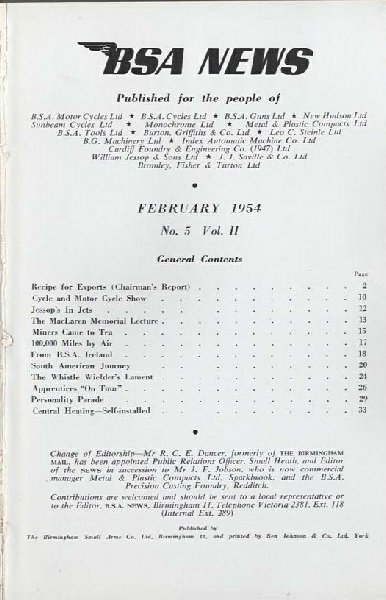 BSA NEWS
Published for the people of
B.S.A. Motor Cycles Ltd ★ B.S.A. Cycles Ltd ★ B.S.A. Guns Ltd ★ New Hudson Ltd
Sunbeam Cycles Ltd ★ Monochrome Ltd ★ Metal & Plastic Compacts Ltd
B.S.A. Tools Ltd ★ Burton, Griffiths & Co. Ltd ★ Leo C. Steinle Ltd
B.G. Machinery Ltd ★ Index Automatic Machine Co. Ltd
Cardiff Foundry & Engineering Co. (1947) Ltd
William Jessop & Sons Ltd ★ J. J. Saville & Co. Ltd
Bromley, Fisher & Turton Ltd
FEBRUARY 1954
No. 5 Vol. II
General Contents
Page
Recipe for Exports (Chairman's Report) . . . . . . . . 2
Cycle and Motor Cycle Show . . . . . . . . . 10
Jessop's In Jets . . . . . . . . . . . 12
The MacLaren Memorial Lecture . . . . . . . . . 13
Miners Came to Tea . . . . . . . . . . 15
100,000 Miles by Air . . . . . . . . . . 17
From B.S.A. Ireland . . . . . . . . . . 18
South American Journey . . . . . . . . . . 20
The Whistle Wielder's Lament . . . . . . . . . 24
Apprentices "On Tour" . . . . . . . . . . 26
Personality Parade . . . . . . . . . . 29
Central Heating—Self-installed . . . . . . . . . 33
Change of Editorship—Mr R. C. E. Dancer, formerly of THE BIRMINGHAM
MAIL, has been appointed Public Relations Officer, Small Heath, and Editor
of the NEWS in succession to Mr J. F. Jobson, who is now commercial
manager Metal & Plastic Compacts Ltd, Sparkbrook, and the B.S.A.
Precision Casting Foundry, Redditch.
Contributions are welcomed and should be sent to a local representative or
to the Editor, B.S.A. NEWS, Birmingham 11. Telephone Victoria 2381. Ext. 118
(Internal Ext. 389)
Published by
The Birmingham Small Arms Co. Ltd, Birmingham 11, and printed by Ben Johnson & Co. Ltd, York